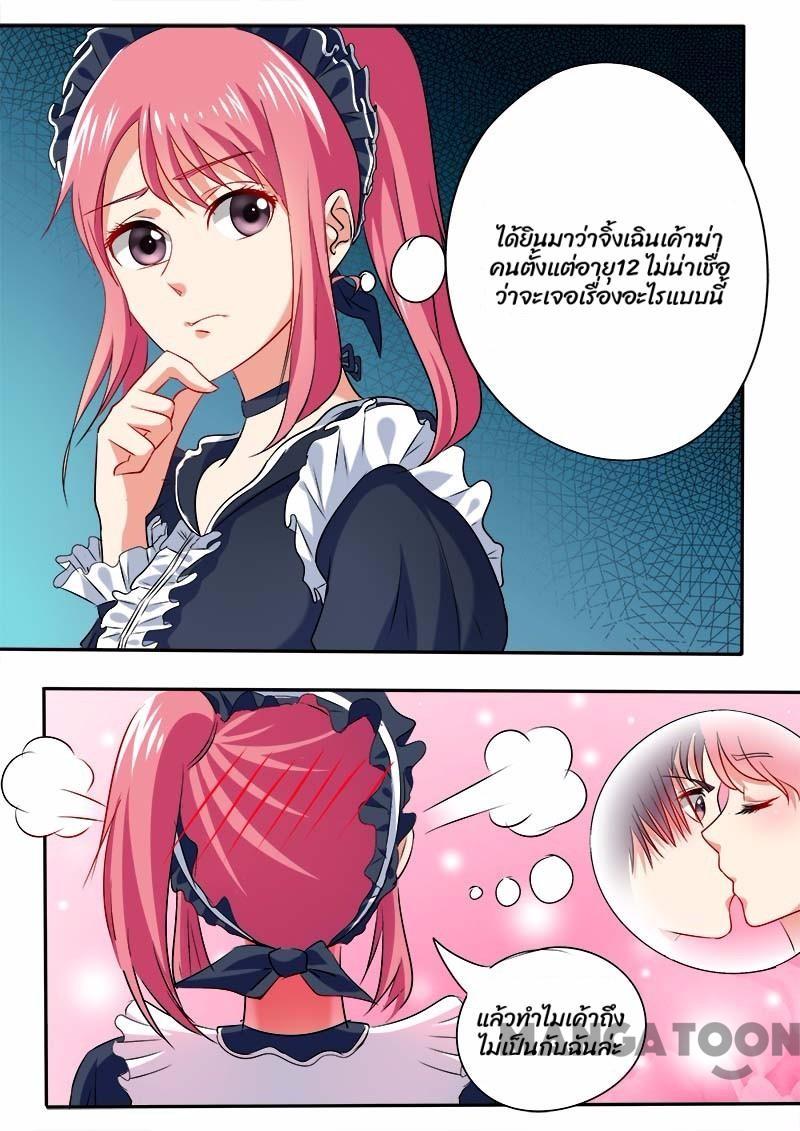 ได้ยินมาว่าจิ้งเฉินเค้าฆ่า
คนตั้งแต่อายุ12 ไม่น่าเชื่อ
ว่าจะเจอเรื่องอะไรแบบนี้
แล้วทำไมเค้าถึง
ไม่เป็นกับฉันล่ะ
MANGATOON